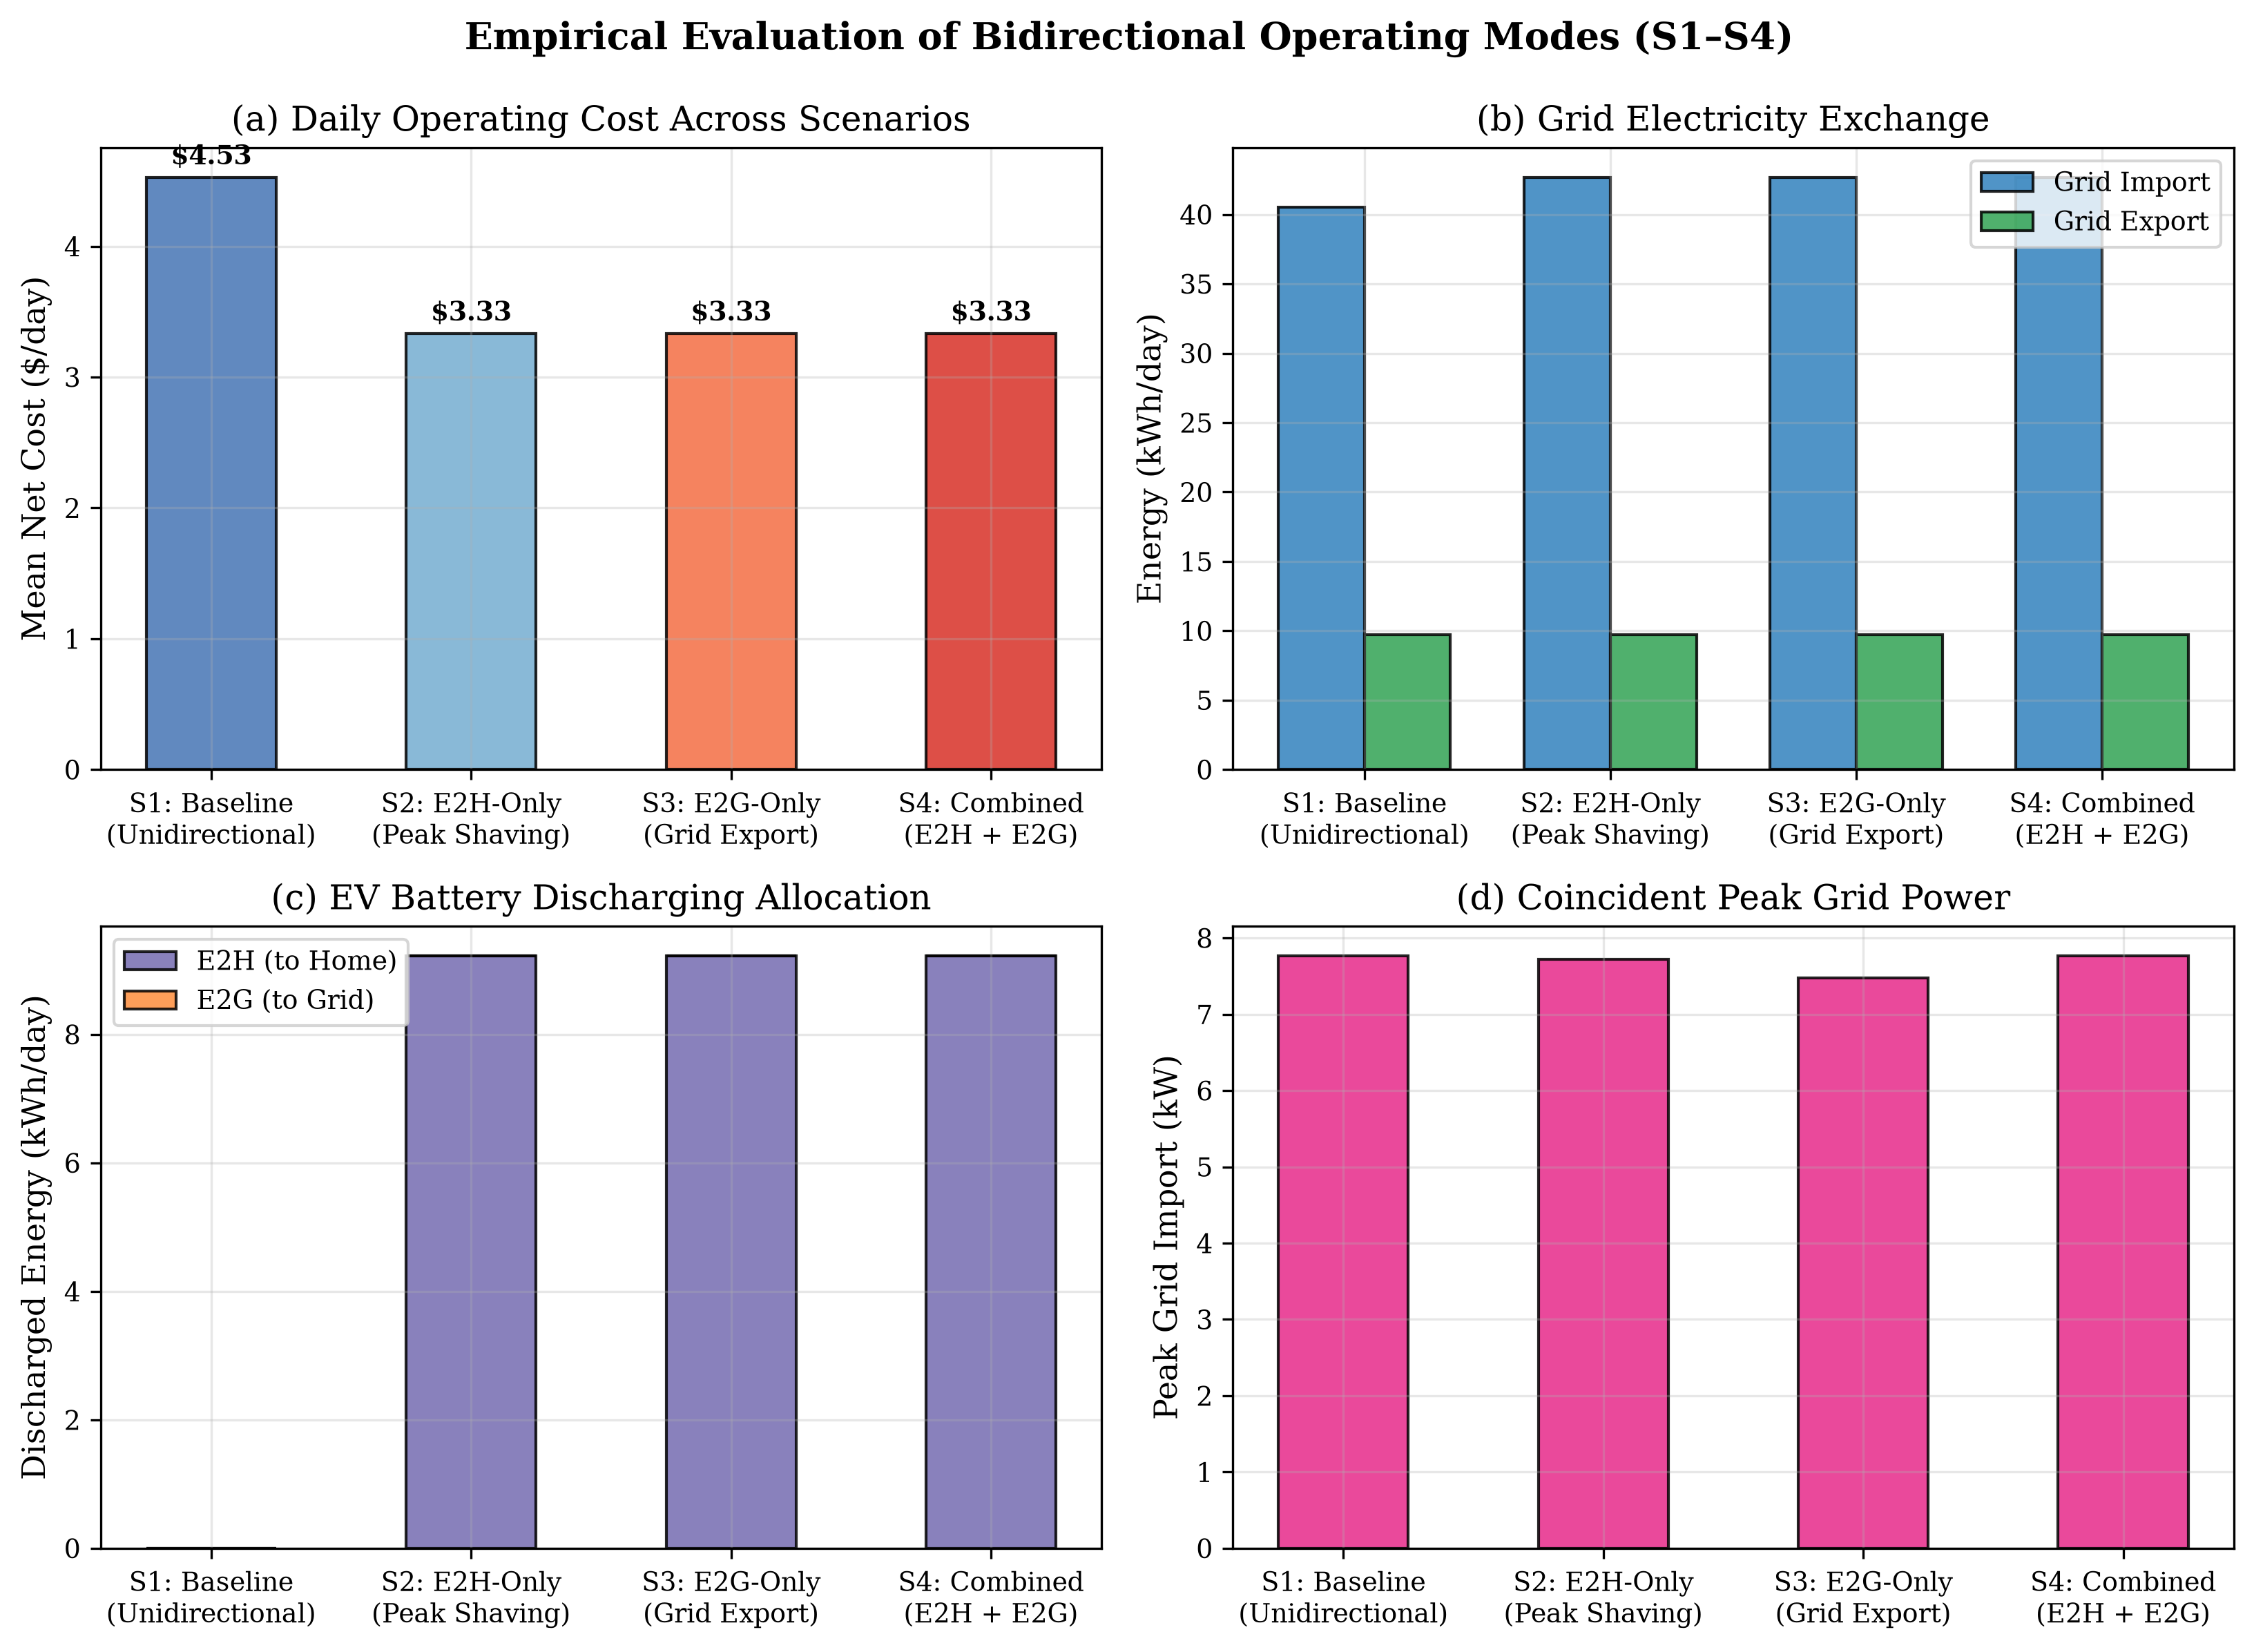 Empirical Evaluation of Bidirectional Operating Modes (S1–S4)
(a) Daily Operating Cost Across Scenarios
Mean Net Cost ($/day)
4
3
2
1
0
$4.53
$3.33
$3.33
$3.33
S1: Baseline
(Unidirectional)
S2: E2H-Only
(Peak Shaving)
S3: E2G-Only
(Grid Export)
S4: Combined
(E2H + E2G)
(b) Grid Electricity Exchange
Energy (kWh/day)
40
35
30
25
20
15
10
5
0
Grid Import
Grid Export
S1: Baseline
(Unidirectional)
S2: E2H-Only
(Peak Shaving)
S3: E2G-Only
(Grid Export)
S4: Combined
(E2H + E2G)
(c) EV Battery Discharging Allocation
Discharged Energy (kWh/day)
8
6
4
2
0
E2H (to Home)
E2G (to Grid)
S1: Baseline
(Unidirectional)
S2: E2H-Only
(Peak Shaving)
S3: E2G-Only
(Grid Export)
S4: Combined
(E2H + E2G)
(d) Coincident Peak Grid Power
Peak Grid Import (kW)
8
7
6
5
4
3
2
1
0
S1: Baseline
(Unidirectional)
S2: E2H-Only
(Peak Shaving)
S3: E2G-Only
(Grid Export)
S4: Combined
(E2H + E2G)